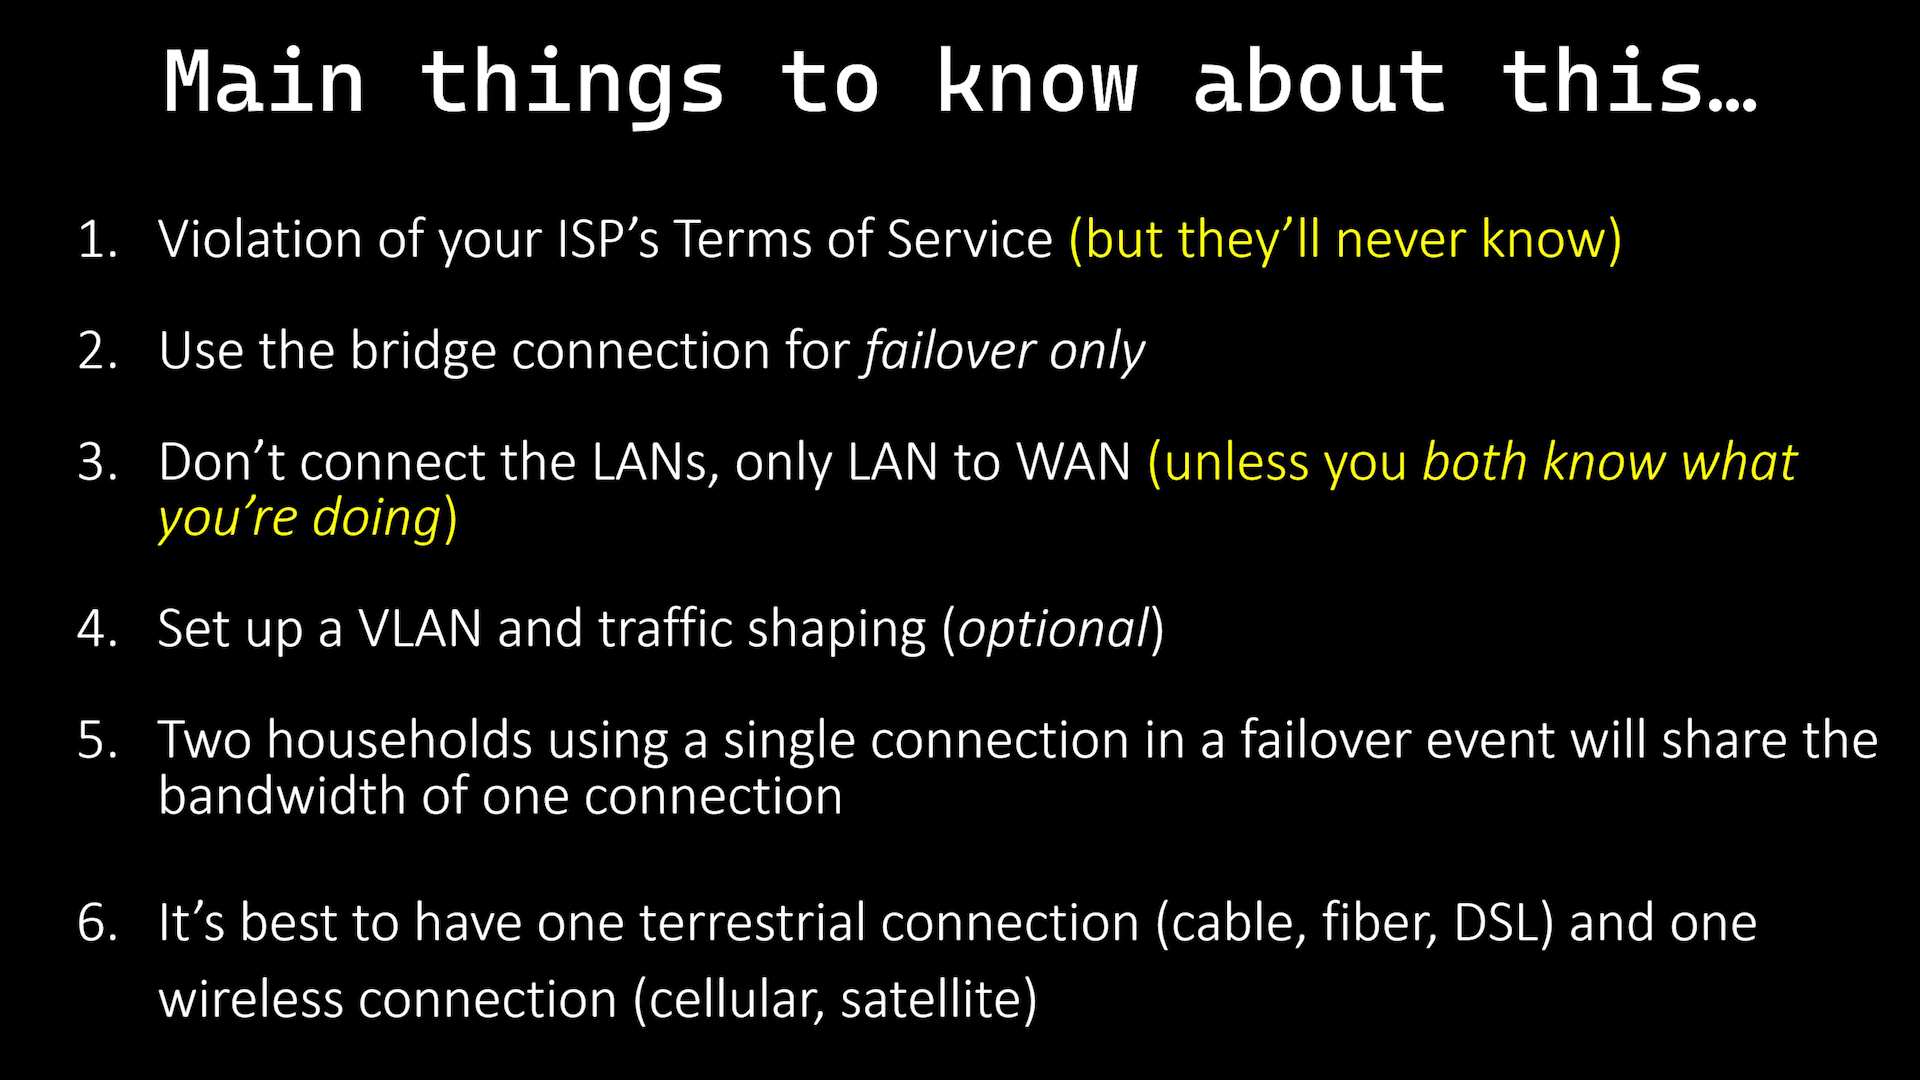 Main things to know about this…
1. Violation of your ISP’s Terms of Service (but they’ll never know)
2. Use the bridge connection for failover only
3. Don’t connect the LANs, only LAN to WAN (unless you both know what
you’re doing)
4. Set up a VLAN and traffic shaping (optional)
5. Two households using a single connection in a failover event will share the
bandwidth of one connection
6. It’s best to have one terrestrial connection (cable, fiber, DSL) and one
wireless connection (cellular, satellite)